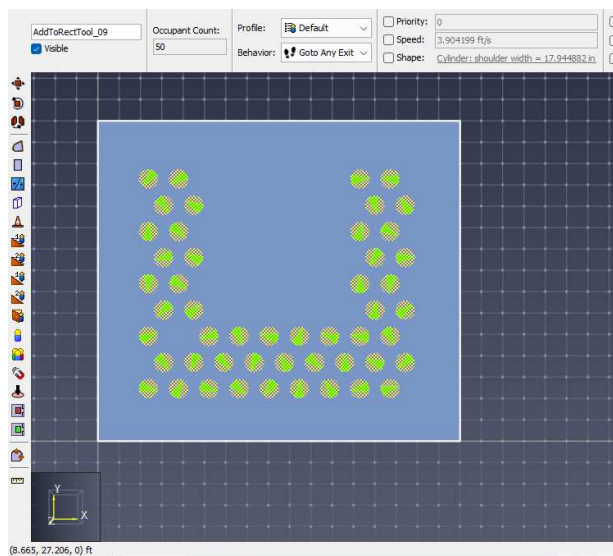 AddToRectTool_09
Visible
Occupant Count:
50
Profile:
Default
Behavior:
Goto Any Exit
Priority:
0
Speed:
3.904199 ft/s
Shape:
Cylinder: shoulder width = 17.944882 in
Y
X
Z
(8.665, 27.206, 0) ft